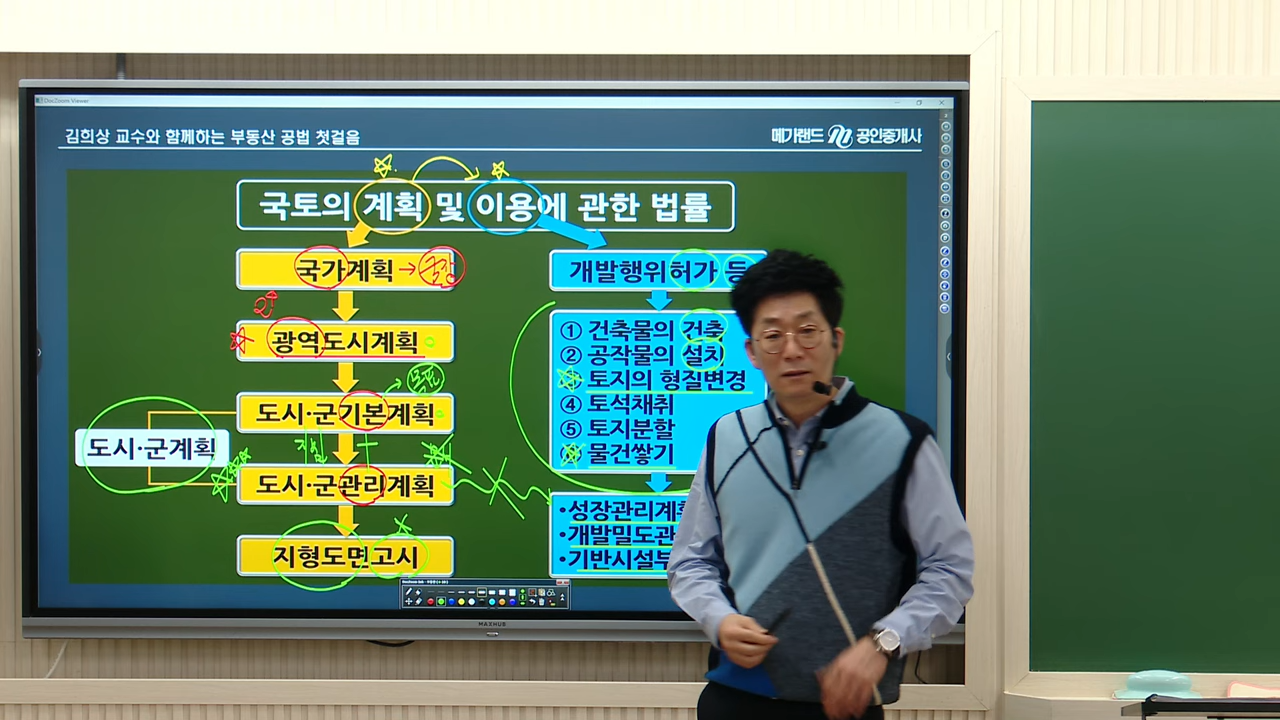 DocZoom Viewer
김희상 교수와 함께하는 부동산 공법 첫걸음
메가랜드 공인중개사
국토의 계획 및 이용에 관한 법률
국가계획 →
개발행위허가 등
2↑
광역도시계획
① 건축물의 건축
② 공작물의 설치
토지의 형질변경
④ 토석채취
⑤ 토지분할
물건쌓기
도시·군기본계획
도시·군계획
도시·군관리계획
•성장관리계획
•개발밀도관
•기반시설부
지형도면고시
MAXHUB